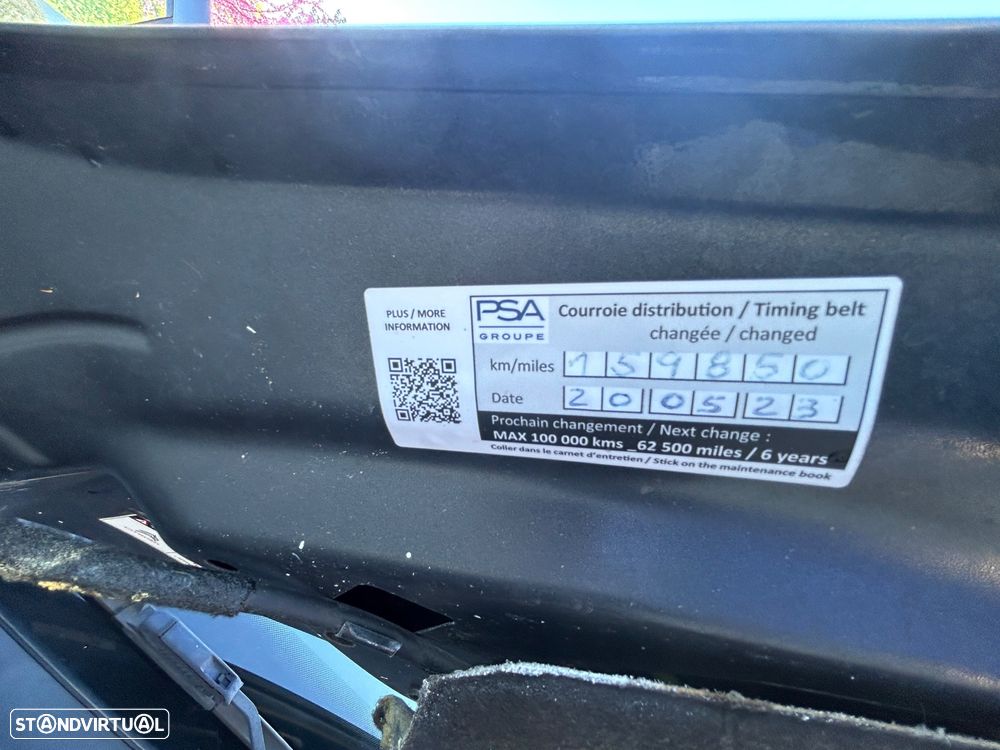 PLUS / MORE
INFORMATION
PSA
GROUPE
Courroie distribution / Timing belt
changée / changed
km/miles 159850
Date 200523
Prochain changement / Next change :
MAX 100 000 kms _62 500 miles / 6 years
Coller dans le carnet d'entretien / Stick on the maintenance book
STANDVIRTUAL